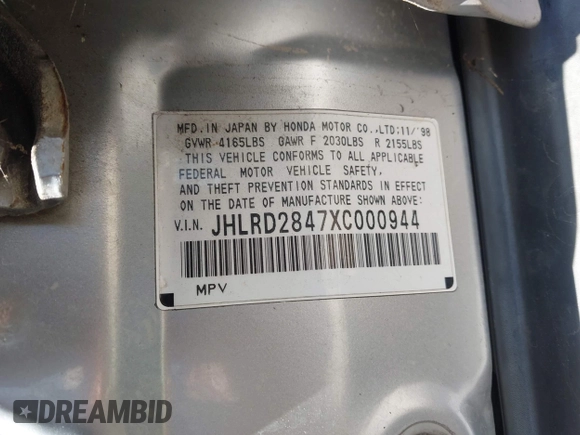 MFD. IN JAPAN BY HONDA MOTOR CO.,LTD:11/'98
GVWR 4165LBS GAWR F 2030LBS R 2155LBS
THIS VEHICLE CONFORMS TO ALL APPLICABLE
FEDERAL MOTOR VEHICLE SAFETY,
AND THEFT PREVENTION STANDARDS IN EFFECT
ON THE DATE OF MANUFACTURE SHOWN ABOVE:
V.I.N. JHLRD2847XC000944
MPV
DREAMBID